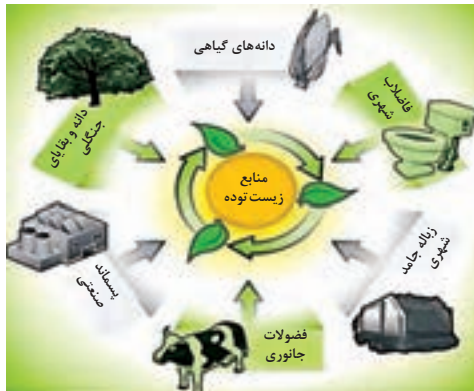 دانه‌های گیاهی
فاضلاب
شهری
زباله جامد
شهری
فضولات
جانوری
پسماند
صنعتی
دانه و بقایای
جنگلی
منابع
زیست توده